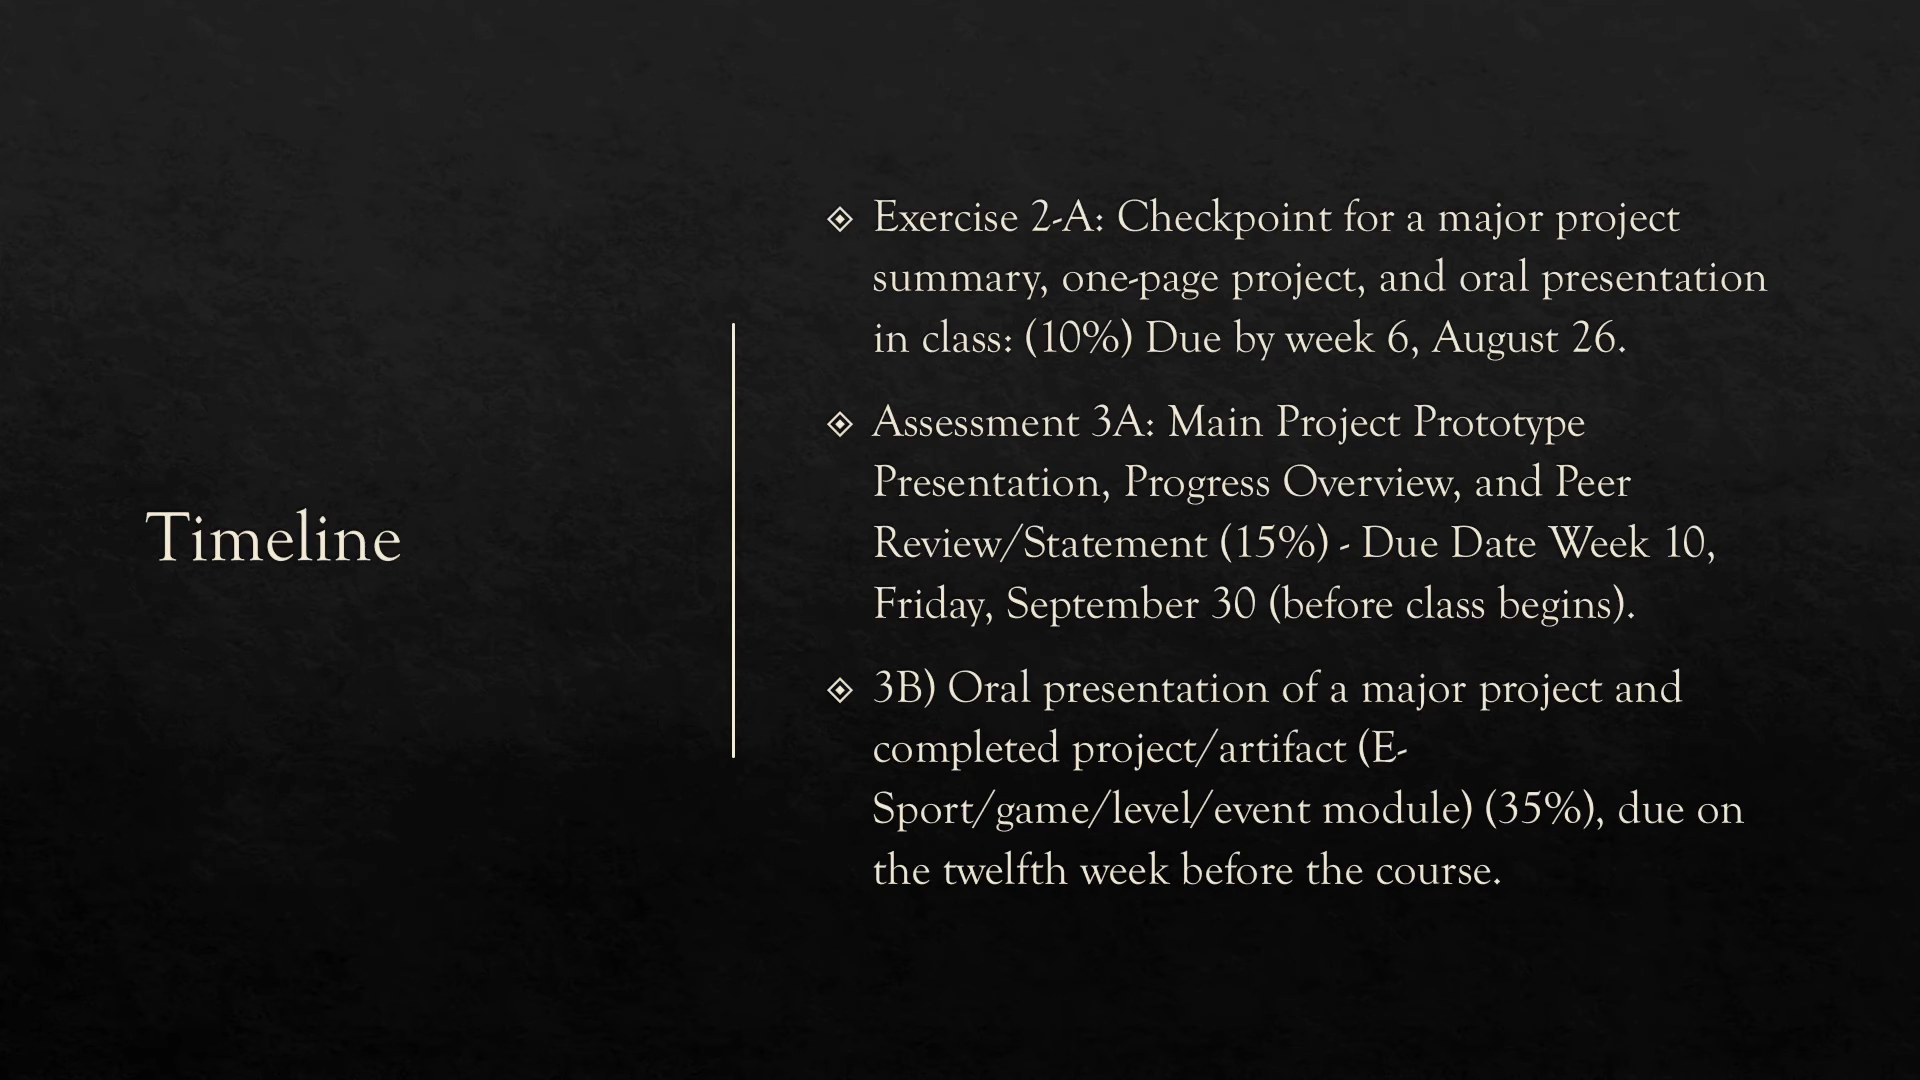 Timeline
Exercise 2-A: Checkpoint for a major project
summary, one-page project, and oral presentation
in class: (10%) Due by week 6, August 26.
Assessment 3A: Main Project Prototype
Presentation, Progress Overview, and Peer
Review/Statement (15%) - Due Date Week 10,
Friday, September 30 (before class begins).
3B) Oral presentation of a major project and
completed project/artifact (E-
Sport/game/level/event module) (35%), due on
the twelfth week before the course.